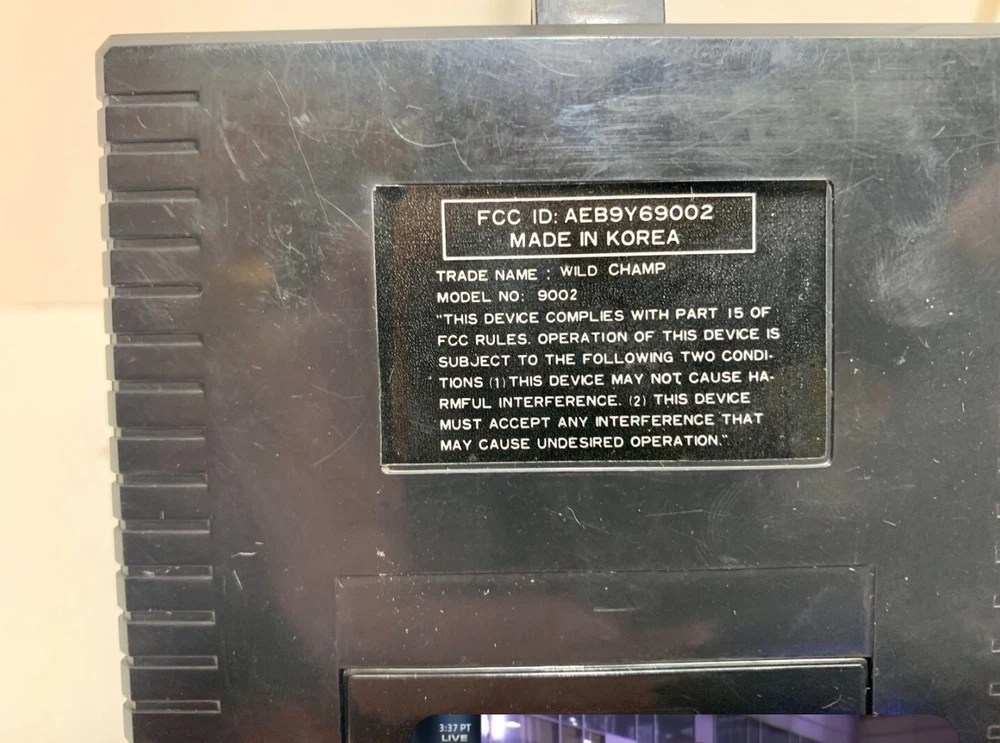 FCC ID: AEB9Y69002
MADE IN KOREA
TRADE NAME : WILD CHAMP
MODEL NO: 9002
"THIS DEVICE COMPLIES WITH PART 15 OF
FCC RULES. OPERATION OF THIS DEVICE IS
SUBJECT TO THE FOLLOWING TWO CONDI-
TIONS (1) THIS DEVICE MAY NOT CAUSE HA-
RMFUL INTERFERENCE. (2) THIS DEVICE
MUST ACCEPT ANY INTERFERENCE THAT
MAY CAUSE UNDESIRED OPERATION."
3:37 PT
LIVE